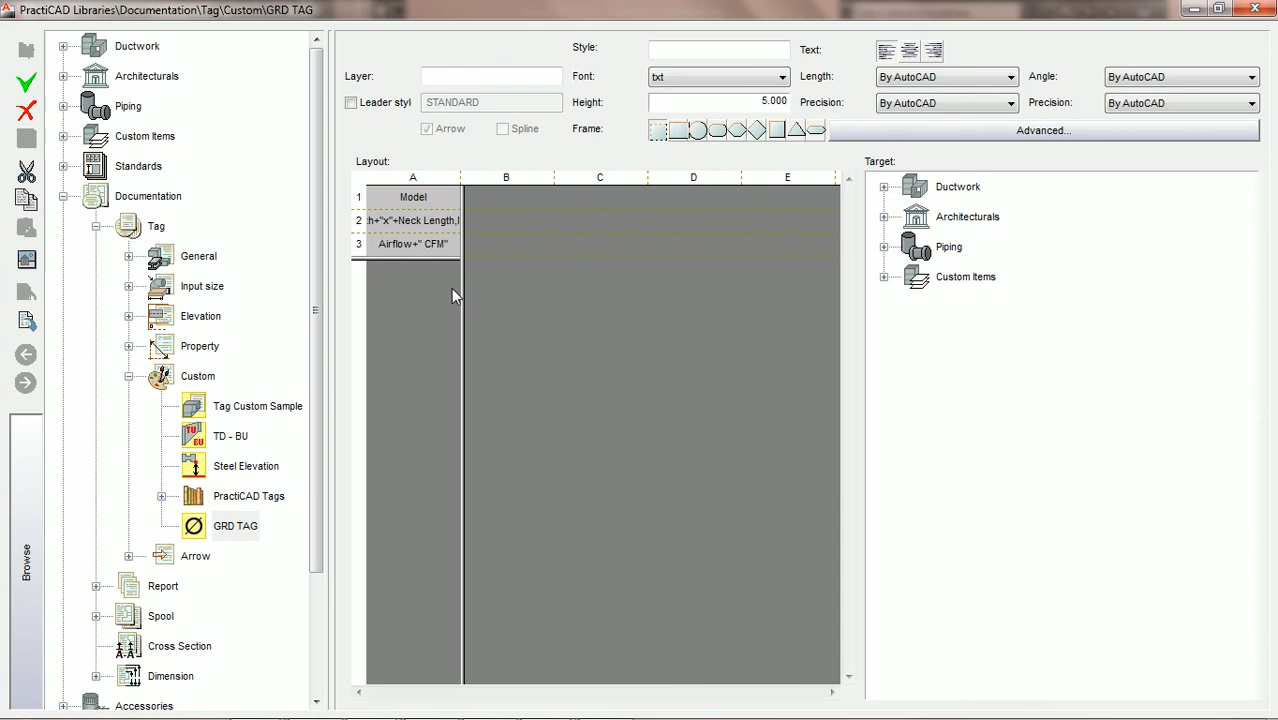 PractiCAD Libraries\Documentation\Tag\Custom\GRD TAG
Ductwork
Architecturals
Piping
Custom Items
Standards
Documentation
Tag
General
Input size
Elevation
Property
Custom
Tag Custom Sample
TU
BU
TD - BU
Steel Elevation
PractiCAD Tags
GRD TAG
Arrow
Report
Spool
Cross Section
Dimension
Accessories
Browse
Style:
Text:
Layer:
Font:
txt
Length:
By AutoCAD
Angle:
By AutoCAD
Leader styl
STANDARD
Height:
5.000
Precision:
By AutoCAD
Precision:
By AutoCAD
Arrow
Spline
Frame:
Advanced...
Layout:
Target:
A B C D E
1 Model
2 :h+"x"+Neck Length,I
3 Airflow+" CFM"
Ductwork
Architecturals
Piping
Custom Items